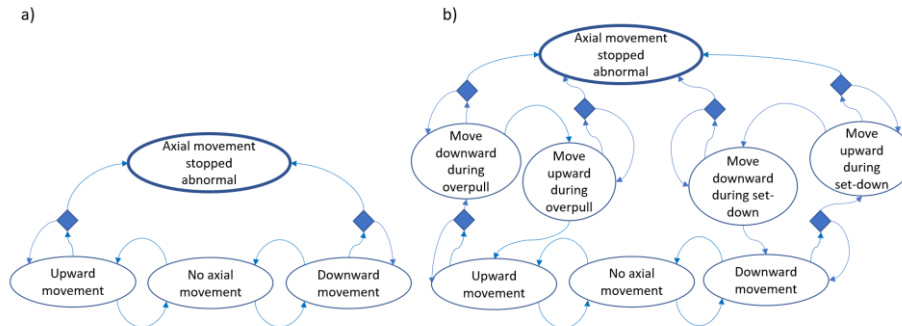 a)
Axial movement
stopped
abnormal
Upward
movement
No axial
movement
Downward
movement
b)
Axial movement
stopped
abnormal
Move
downward
during
overpull
Move
upward
during
overpull
Move
downward
during set-
down
Move
upward
during
set-down
Upward
movement
No axial
movement
Downward
movement